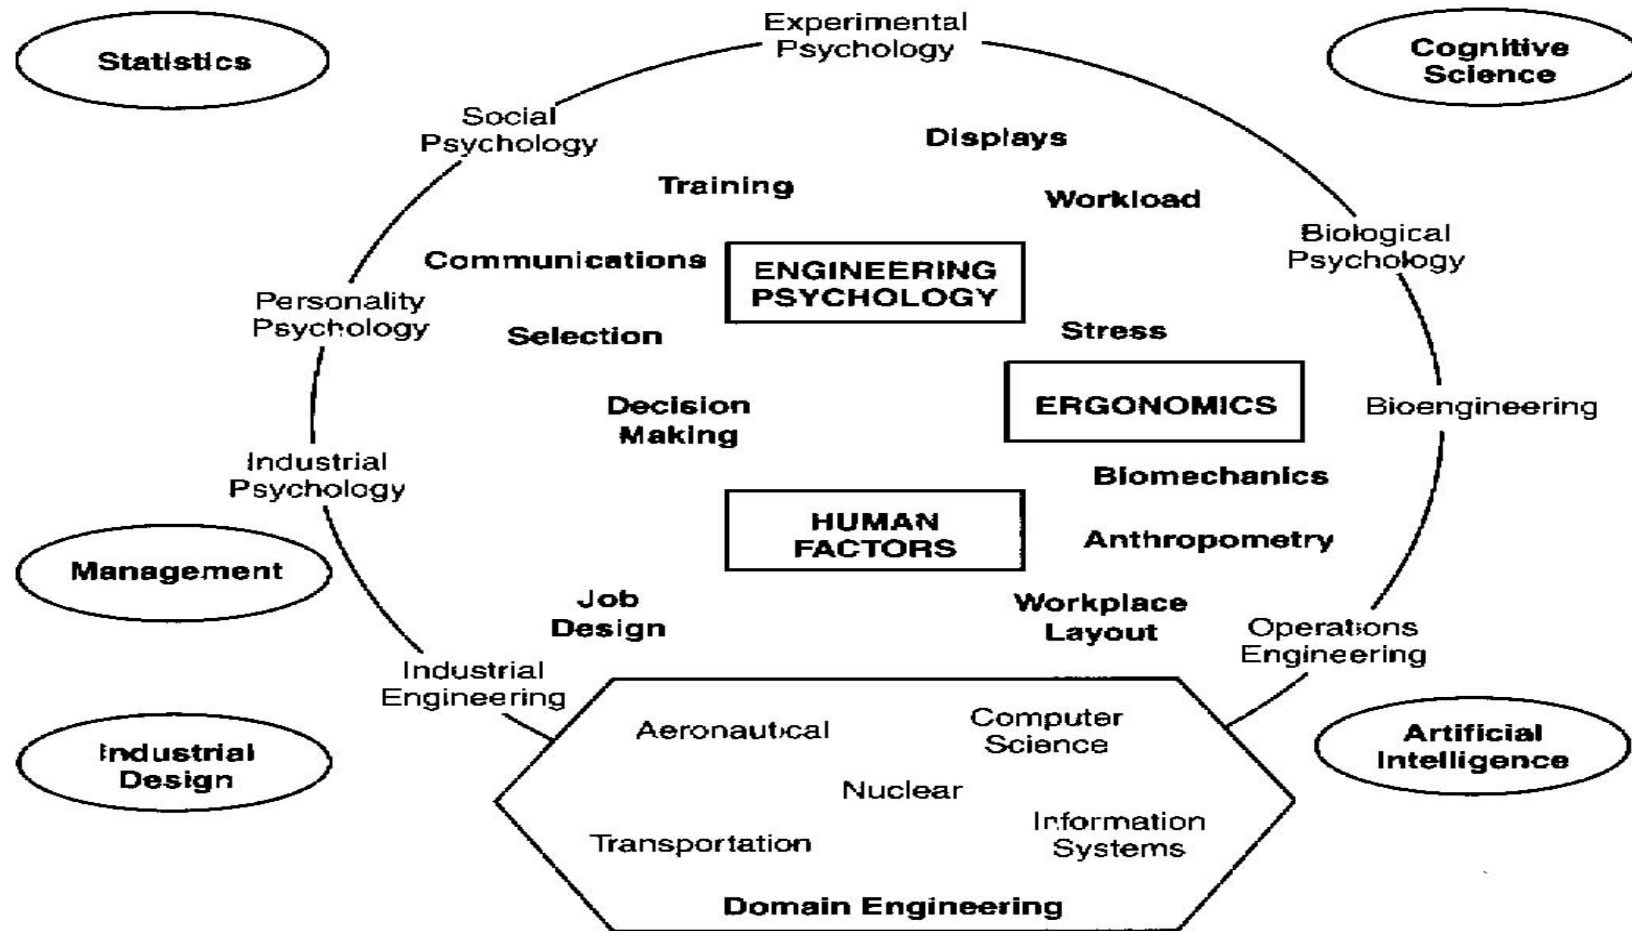 Experimental
Psychology
Statistics
Cognitive
Science
Social
Psychology
Displays
Training
Workload
Biological
Psychology
Communications
ENGINEERING
PSYCHOLOGY
Personality
Psychology
Selection
Stress
Decision
Making
ERGONOMICS
Bioengineering
Industrial
Psychology
Biomechanics
HUMAN
FACTORS
Anthropometry
Management
Job
Design
Workplace
Layout
Operations
Engineering
Industrial
Engineering
Aeronautical
Computer
Science
Industrial
Design
Artificial
Intelligence
Nuclear
Transportation
Information
Systems
Domain Engineering